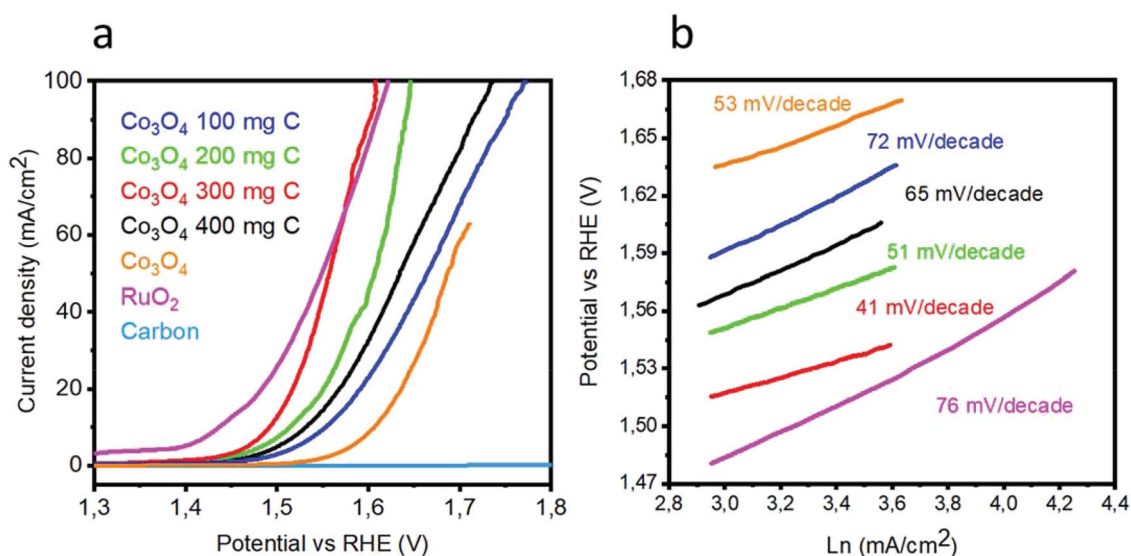 a
Current density (mA/cm²)
100
80
60
40
20
0
Co₃O₄ 100 mg C
Co₃O₄ 200 mg C
Co₃O₄ 300 mg C
Co₃O₄ 400 mg C
Co₃O₄
RuO₂
Carbon
1,3
1,4
1,5
1,6
1,7
1,8
Potential vs RHE (V)
b
Potential vs RHE (V)
1,68
1,65
1,62
1,59
1,56
1,53
1,50
1,47
53 mV/decade
72 mV/decade
65 mV/decade
51 mV/decade
41 mV/decade
76 mV/decade
2,8
3,0
3,2
3,4
3,6
3,8
4,0
4,2
4,4
Ln (mA/cm²)